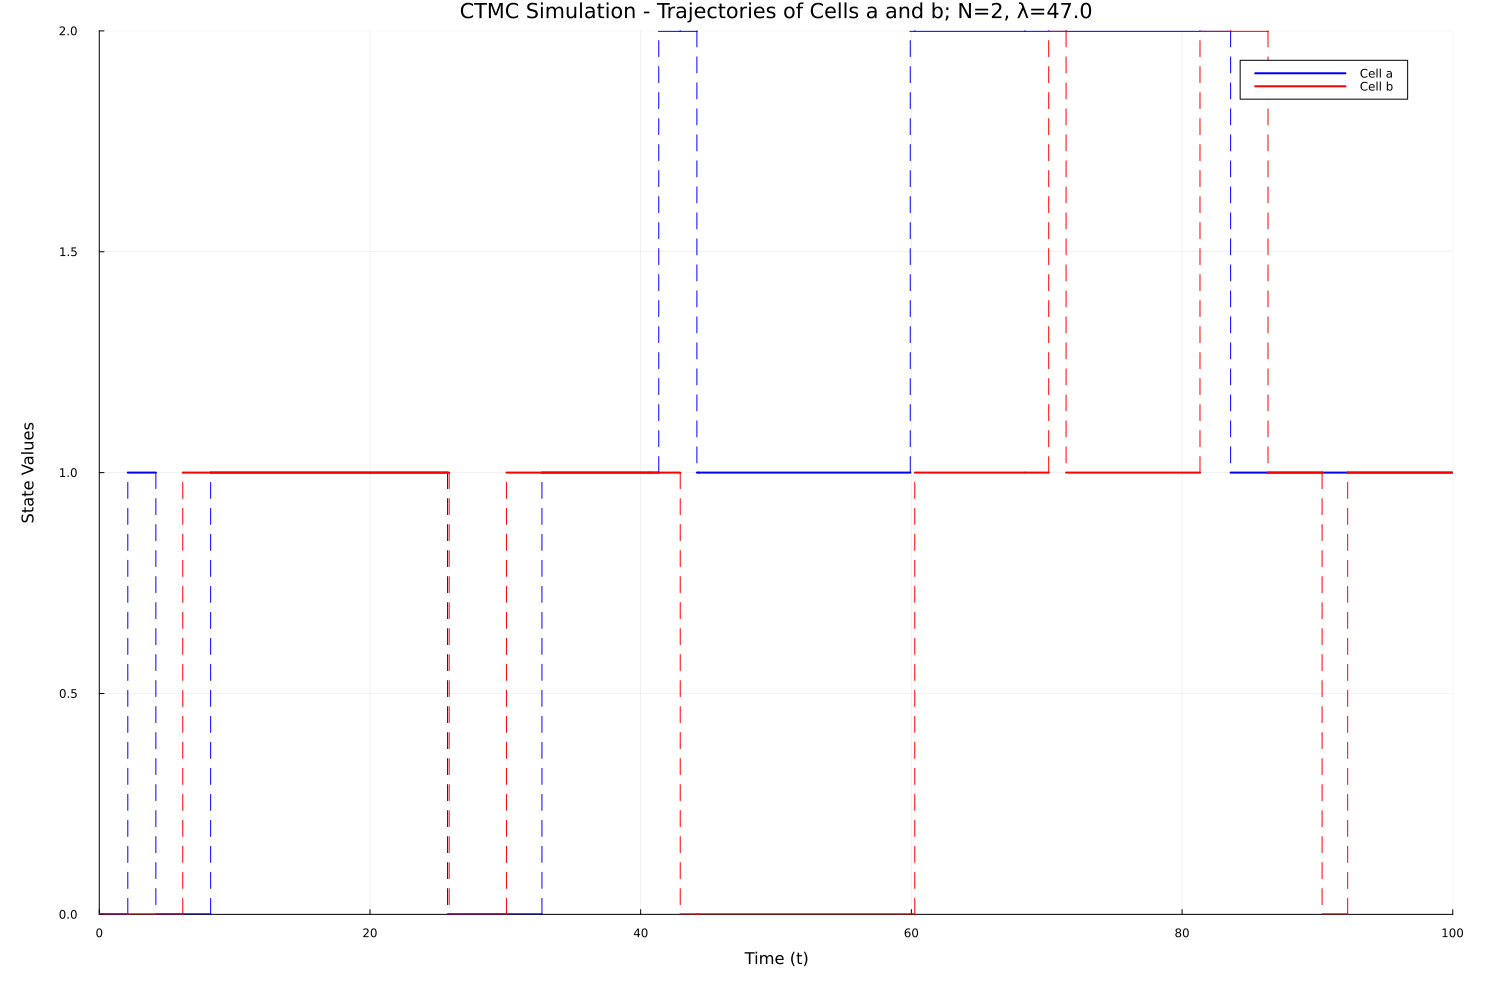 CTMC Simulation - Trajectories of Cells a and b; N=2, λ=47.0
2.0
Cell a
Cell b
1.5
State Values
1.0
0.5
0.0
0 20 40 60 80 100
Time (t)